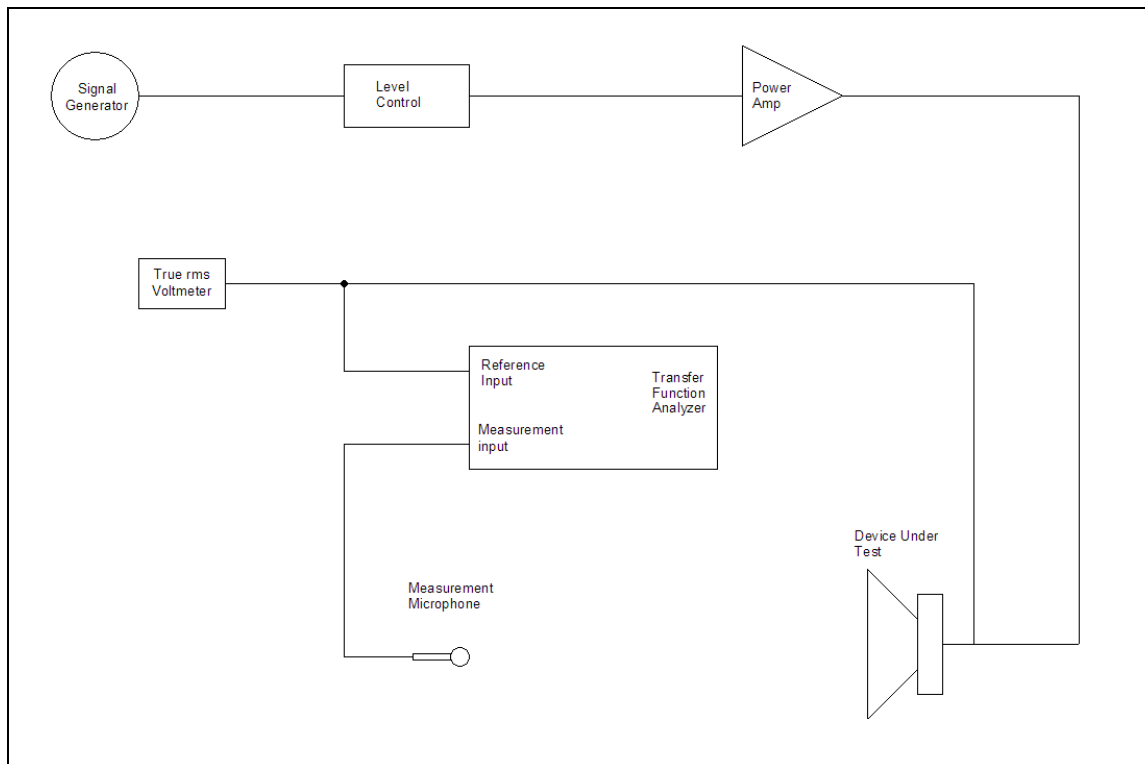 Signal
Generator
Level
Control
Power
Amp
True rms
Voltmeter
Reference
Input
Transfer
Function
Analyzer
Measurement
input
Device Under
Test
Measurement
Microphone